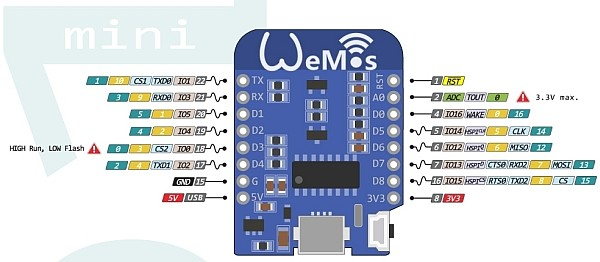 mini
WeMos
1 10 CS1 TXD0 IO1 22 TX
RST 1 RST
3 9 RXD0 IO3 21 RX
A0 2 ADC TOUT 0 3.3V max.
5 1 IO5 20 D1
D0 4 IO16 WAKE 0 16
4 2 IO4 19 D2
D5 5 IO14 HSPI CLK 5 CLK 14
HIGH Run, LOW Flash 0 3 CS2 IO0 18 D3
D6 6 IO12 HSPI Q 6 MISO 12
2 4 TXD1 IO2 17 D4
D7 7 IO13 HSPI D CTS0 RXD2 7 MOSI 13
GND 15 G
D8 16 IO15 HSPI CS RTS0 TXD2 8 CS 15
5V USB 5V
3V3 8 3V3